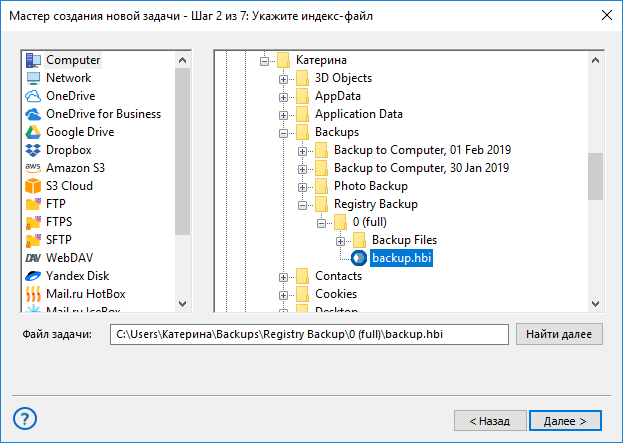 Мастер создания новой задачи - Шаг 2 из 7: Укажите индекс-файл
Computer
Network
OneDrive
OneDrive for Business
Google Drive
Dropbox
aws Amazon S3
S3 Cloud
FTP
FTPS
SFTP
DAV WebDAV
Yandex Disk
Mail.ru HotBox
Mail.ru IceBox
Катерина
3D Objects
AppData
Application Data
Backups
Backup to Computer, 01 Feb 2019
Backup to Computer, 30 Jan 2019
Photo Backup
Registry Backup
0 (full)
Backup Files
backup.hbi
Contacts
Cookies
Desktop
Файл задачи:
C:\Users\Катерина\Backups\Registry Backup\0 (full)\backup.hbi
Найти далее
?
< Назад
Далее >